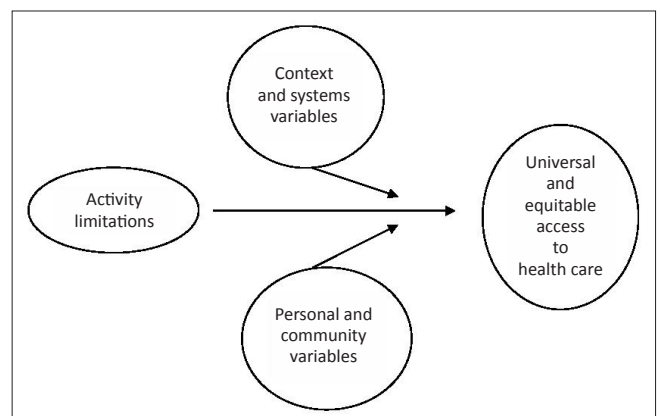 Context
and systems
variables
Activity
limitations
Universal
and
equitable
access
to
health care
Personal and
community
variables